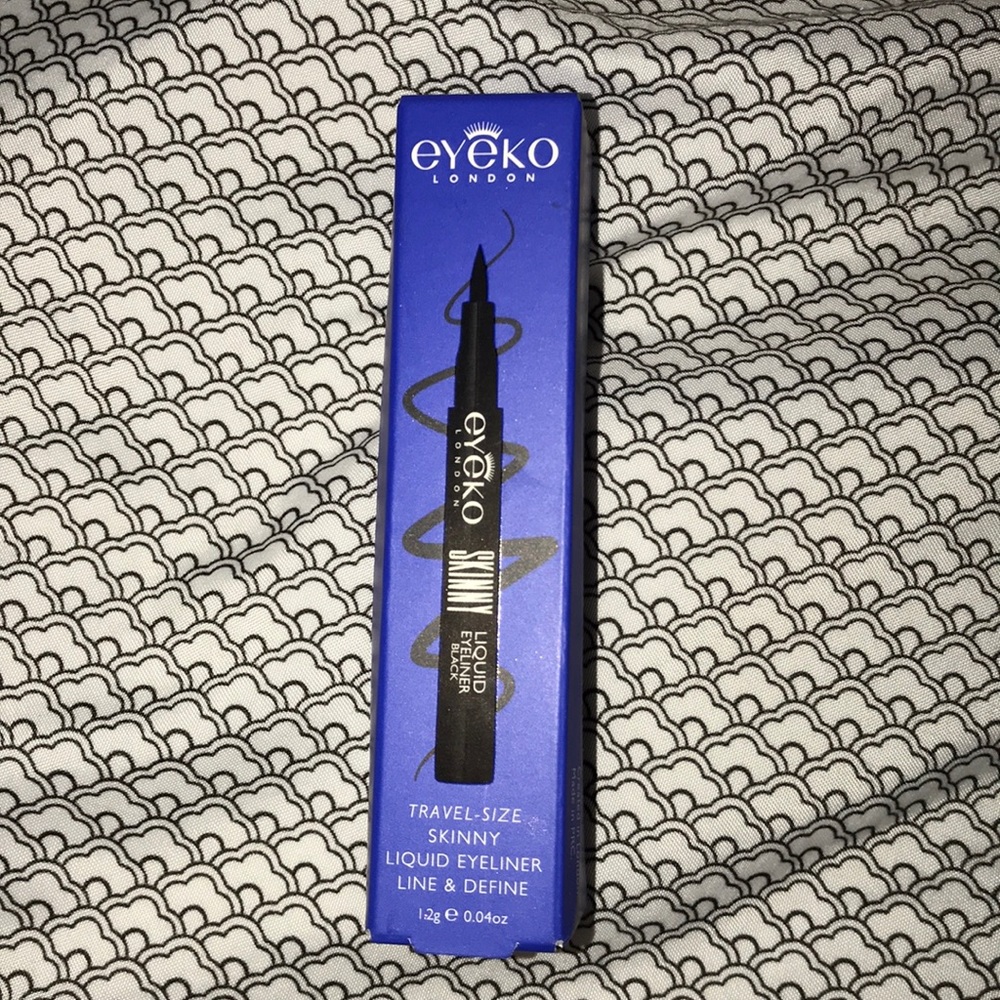 eyeko
LONDON
eyeko
LONDON
SKINNY
LIQUID
EYELINER
BLACK
TRAVEL-SIZE
SKINNY
LIQUID EYELINER
LINE & DEFINE
1.2g e 0.04oz